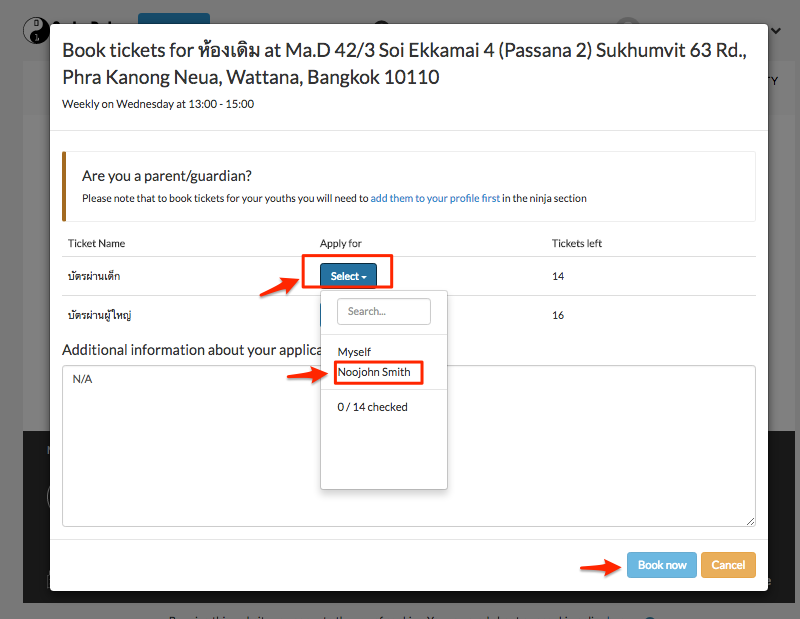 Book tickets for ห้องเดิม at Ma.D 42/3 Soi Ekkamai 4 (Passana 2) Sukhumvit 63 Rd.,
Phra Kanong Neua, Wattana, Bangkok 10110
Weekly on Wednesday at 13:00 - 15:00
Are you a parent/guardian?
Please note that to book tickets for your youths you will need to add them to your profile first in the ninja section
Ticket Name Apply for Tickets left
บัตรผ่านเด็ก Select 14
บัตรผ่านผู้ใหญ่ 16
Search...
Myself
Noojohn Smith
0 / 14 checked
Additional information about your
N/A
Book now Cancel